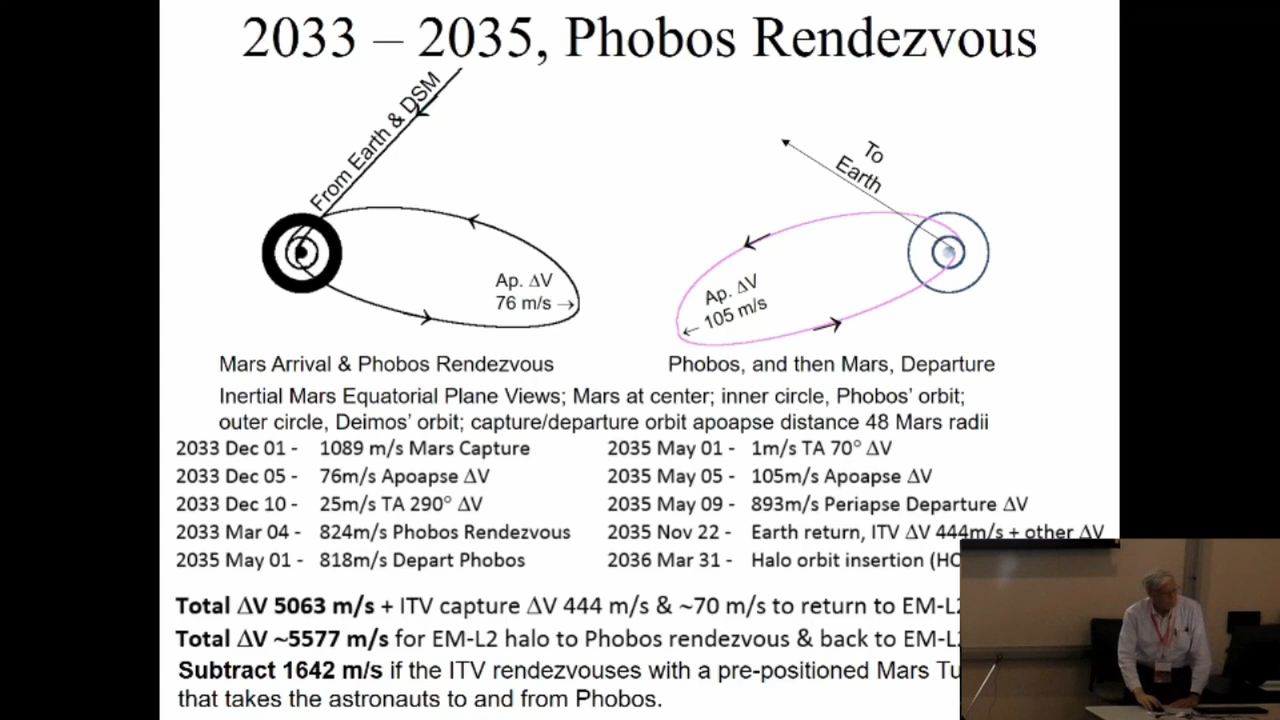 2033 – 2035, Phobos Rendezvous
From Earth & DSM
To
Earth
Ap. ΔV
76 m/s →
Ap. ΔV
← 105 m/s
Mars Arrival & Phobos Rendezvous
Phobos, and then Mars, Departure
Inertial Mars Equatorial Plane Views; Mars at center; inner circle, Phobos' orbit;
outer circle, Deimos' orbit; capture/departure orbit apoapse distance 48 Mars radii
2033 Dec 01 - 1089 m/s Mars Capture
2033 Dec 05 - 76m/s Apoapse ΔV
2033 Dec 10 - 25m/s TA 290° ΔV
2033 Mar 04 - 824m/s Phobos Rendezvous
2035 May 01 - 818m/s Depart Phobos
2035 May 01 - 1m/s TA 70° ΔV
2035 May 05 - 105m/s Apoapse ΔV
2035 May 09 - 893m/s Periapse Departure ΔV
2035 Nov 22 - Earth return, ITV ΔV 444m/s + other ΔV
2036 Mar 31 - Halo orbit insertion
Total ΔV 5063 m/s + ITV capture ΔV 444 m/s & ~70 m/s to return to EM-L2
Total ΔV ~5577 m/s for EM-L2 halo to Phobos rendezvous & back to EM-L2
Subtract 1642 m/s if the ITV rendezvouses with a pre-positioned Mars
that takes the astronauts to and from Phobos.